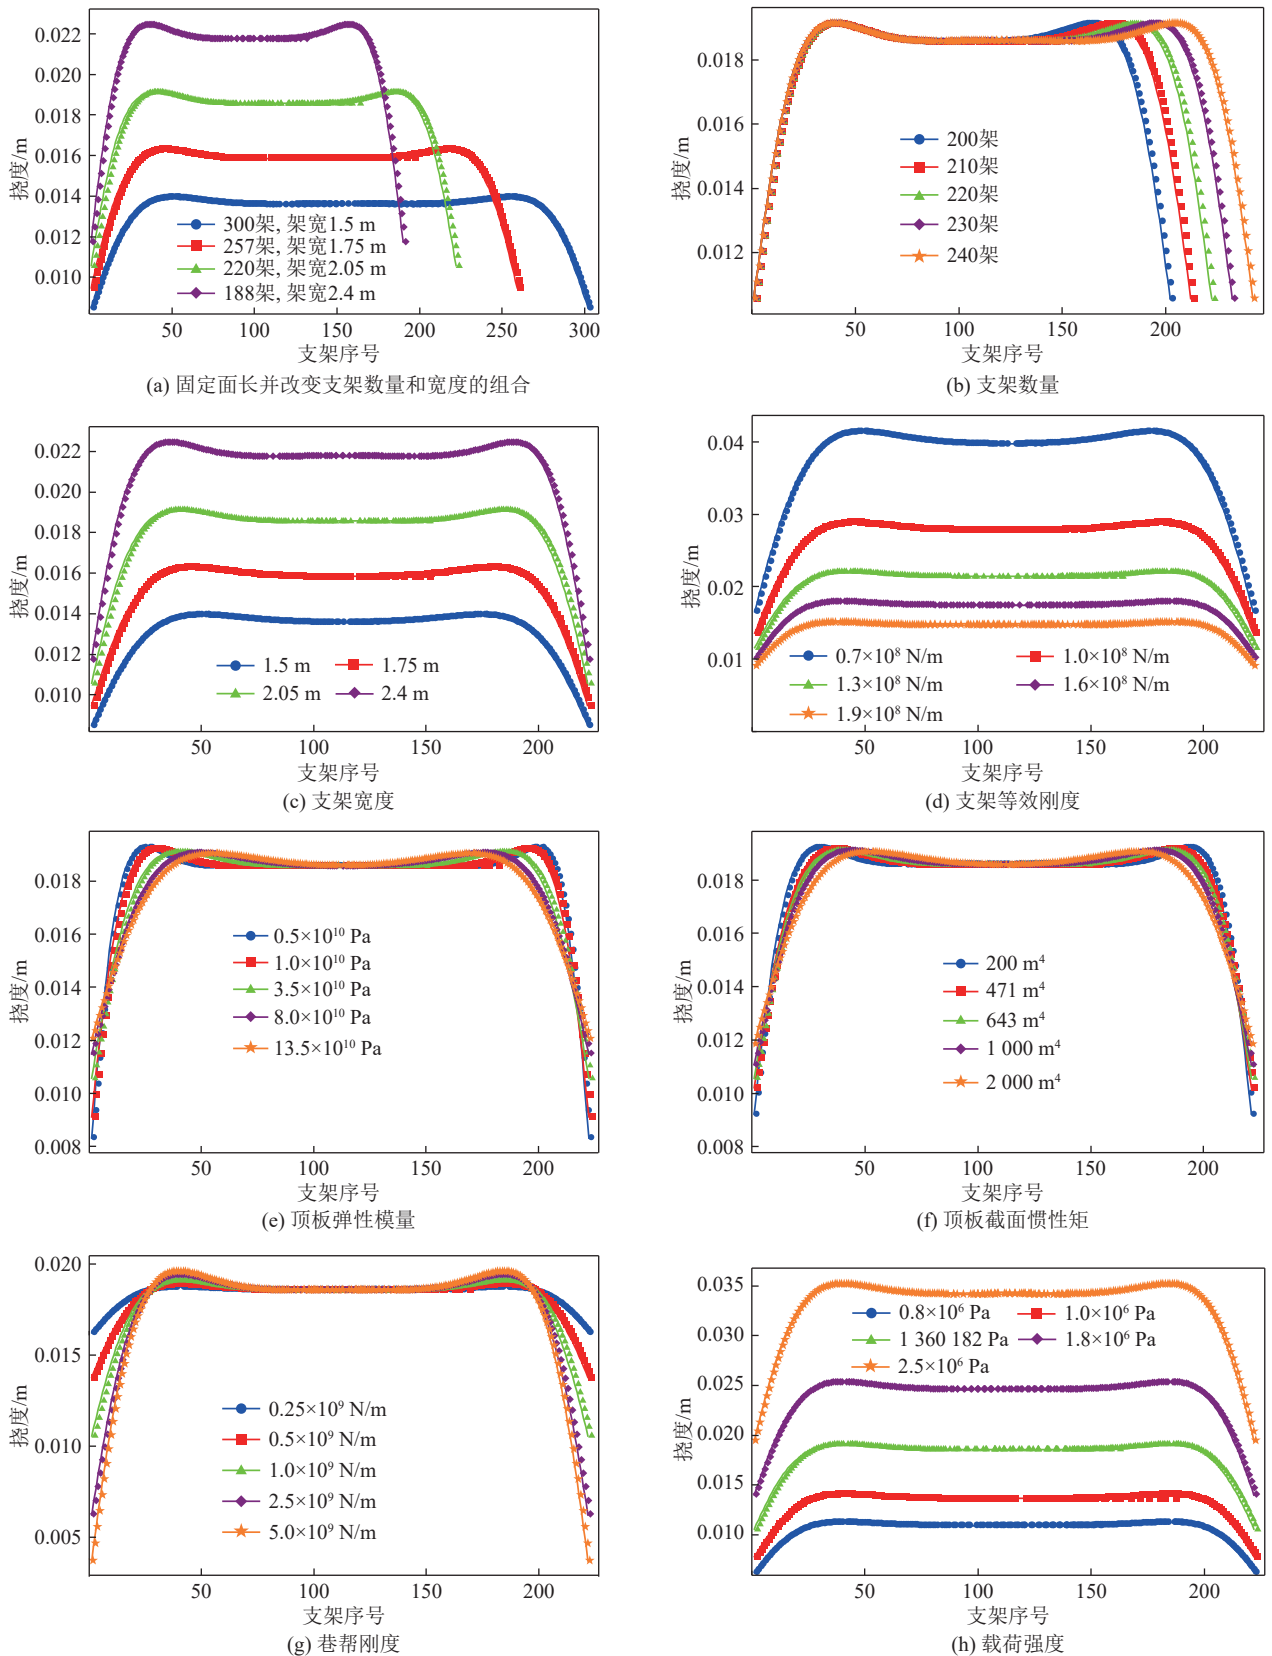 0.022
0.020
0.018
0.016
0.014
0.012
0.010
挠度/m
300架, 架宽1.5 m
257架, 架宽1.75 m
220架, 架宽2.05 m
188架, 架宽2.4 m
50 100 150 200 250 300
支架序号
(a) 固定面长并改变支架数量和宽度的组合
0.018
0.016
0.014
0.012
挠度/m
200架
210架
220架
230架
240架
50 100 150 200
支架序号
(b) 支架数量
0.022
0.020
0.018
0.016
0.014
0.012
0.010
挠度/m
1.5 m 1.75 m
2.05 m 2.4 m
50 100 150 200
支架序号
(c) 支架宽度
0.04
0.03
0.02
0.01
挠度/m
0.7×10⁸ N/m 1.0×10⁸ N/m
1.3×10⁸ N/m 1.6×10⁸ N/m
1.9×10⁸ N/m
50 100 150 200
支架序号
(d) 支架等效刚度
0.018
0.016
0.014
0.012
0.010
0.008
挠度/m
0.5×10¹⁰ Pa
1.0×10¹⁰ Pa
3.5×10¹⁰ Pa
8.0×10¹⁰ Pa
13.5×10¹⁰ Pa
50 100 150 200
支架序号
(e) 顶板弹性模量
0.018
0.016
0.014
0.012
0.010
0.008
挠度/m
200 m⁴
471 m⁴
643 m⁴
1 000 m⁴
2 000 m⁴
50 100 150 200
支架序号
(f) 顶板截面惯性矩
0.020
0.015
0.010
0.005
挠度/m
0.25×10⁹ N/m
0.5×10⁹ N/m
1.0×10⁹ N/m
2.5×10⁹ N/m
5.0×10⁹ N/m
50 100 150 200
支架序号
(g) 巷帮刚度
0.035
0.030
0.025
0.020
0.015
0.010
挠度/m
0.8×10⁶ Pa 1.0×10⁶ Pa
1 360 182 Pa 1.8×10⁶ Pa
2.5×10⁶ Pa
50 100 150 200
支架序号
(h) 载荷强度